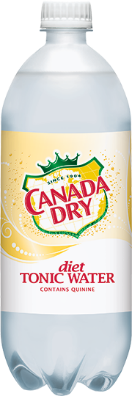 SINCE 1904
CANADA
DRY
diet
TONIC WATER
CONTAINS QUININE